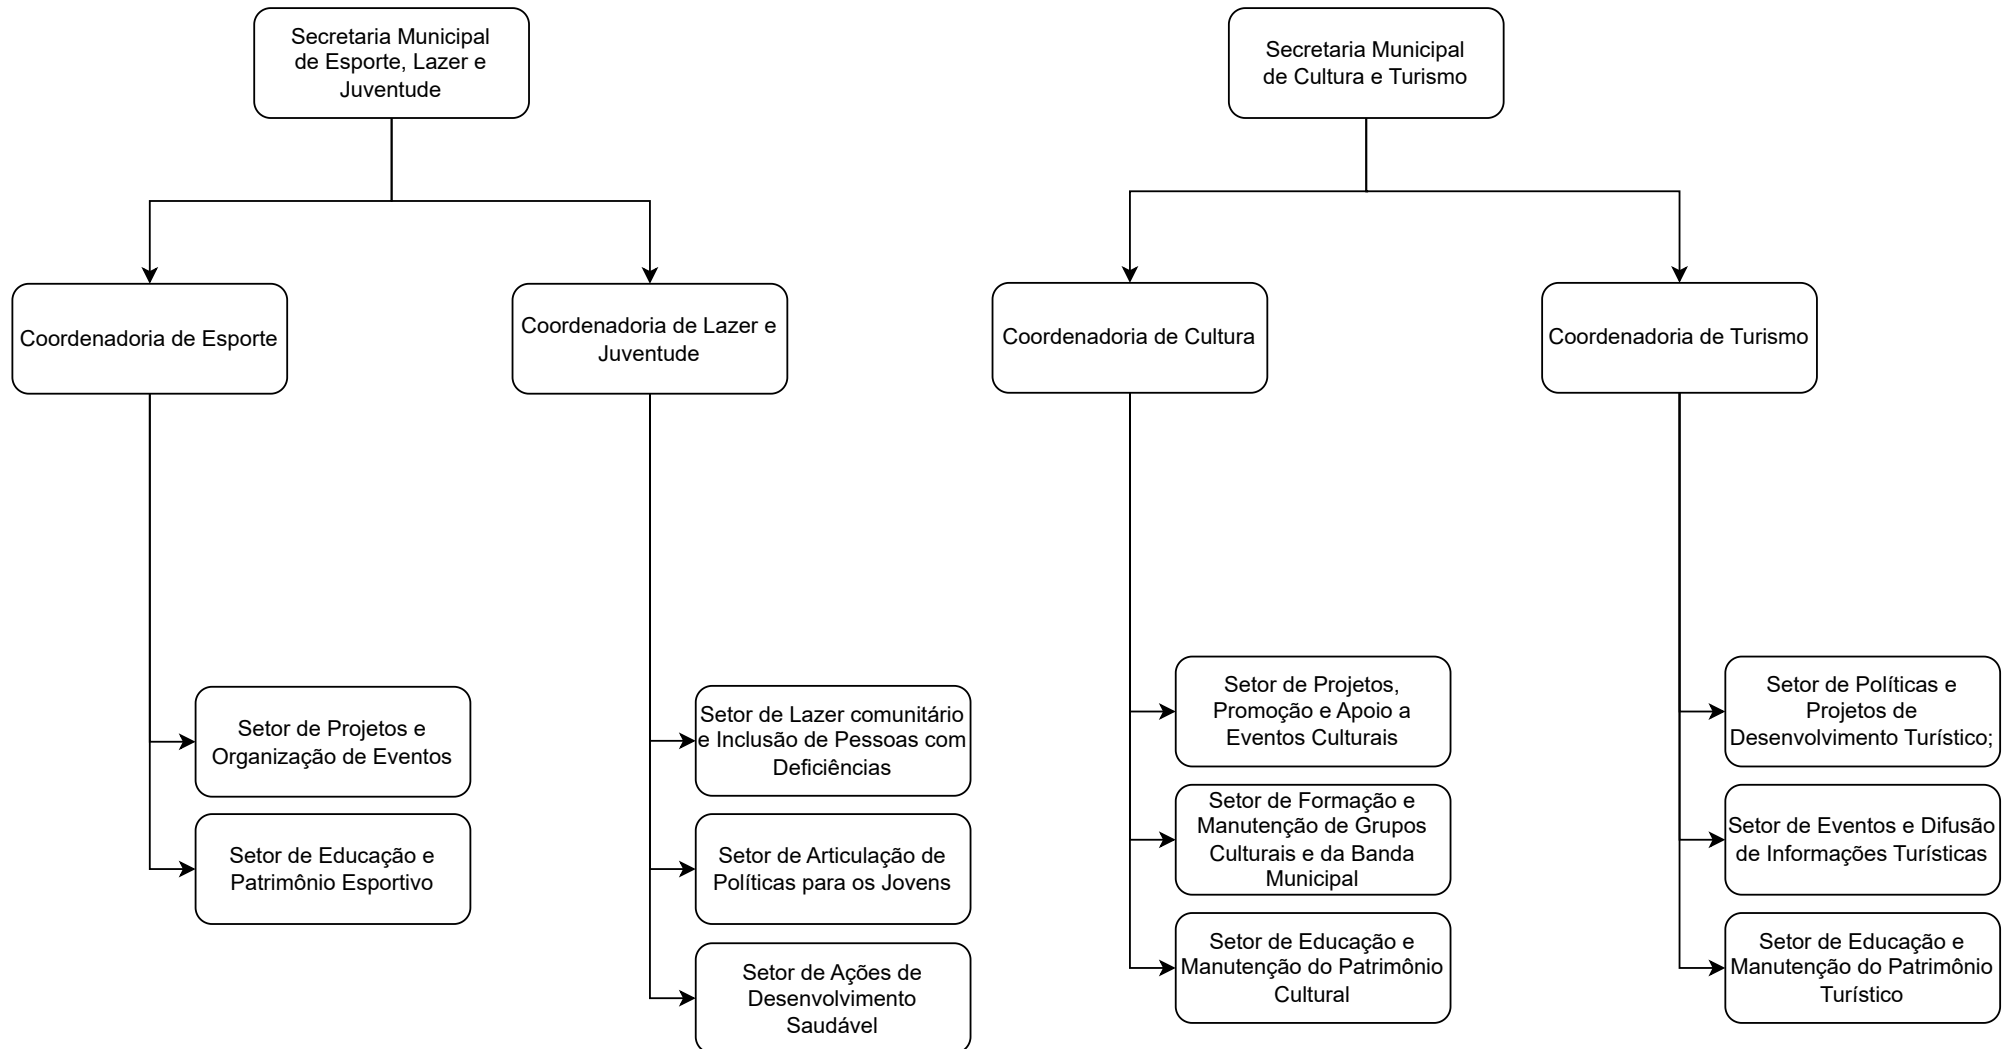 Secretaria Municipal
de Esporte, Lazer e
Juventude
Secretaria Municipal
de Cultura e Turismo
Coordenadoria de Esporte
Coordenadoria de Lazer e
Juventude
Coordenadoria de Cultura
Coordenadoria de Turismo
Setor de Projetos e
Organização de Eventos
Setor de Educação e
Patrimônio Esportivo
Setor de Lazer comunitário
e Inclusão de Pessoas com
Deficiências
Setor de Articulação de
Políticas para os Jovens
Setor de Ações de
Desenvolvimento
Saudável
Setor de Projetos,
Promoção e Apoio a
Eventos Culturais
Setor de Formação e
Manutenção de Grupos
Culturais e da Banda
Municipal
Setor de Educação e
Manutenção do Patrimônio
Cultural
Setor de Políticas e
Projetos de
Desenvolvimento Turístico;
Setor de Eventos e Difusão
de Informações Turísticas
Setor de Educação e
Manutenção do Patrimônio
Turístico